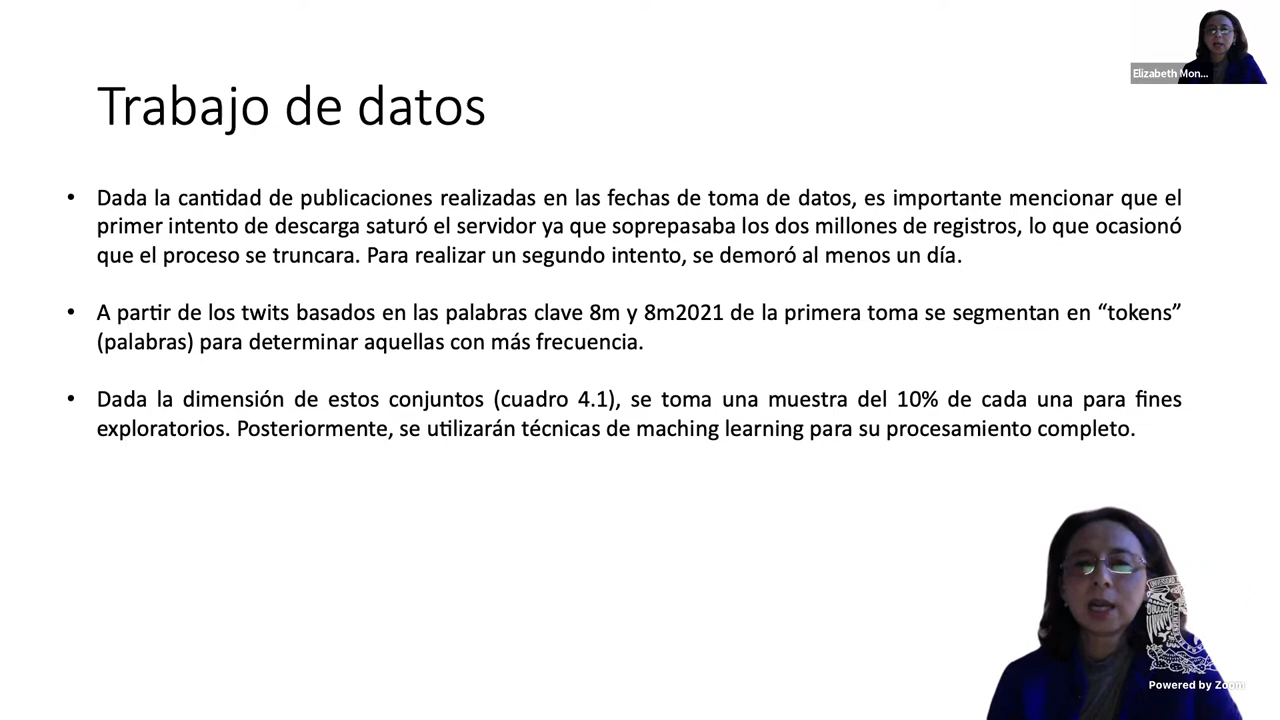 Elizabeth Mon...
Trabajo de datos
• Dada la cantidad de publicaciones realizadas en las fechas de toma de datos, es importante mencionar que el
primer intento de descarga saturó el servidor ya que soprepasaba los dos millones de registros, lo que ocasionó
que el proceso se truncara. Para realizar un segundo intento, se demoró al menos un día.
• A partir de los twits basados en las palabras clave 8m y 8m2021 de la primera toma se segmentan en “tokens”
(palabras) para determinar aquellas con más frecuencia.
• Dada la dimensión de estos conjuntos (cuadro 4.1), se toma una muestra del 10% de cada una para fines
exploratorios. Posteriormente, se utilizarán técnicas de maching learning para su procesamiento completo.
Powered by Zoom